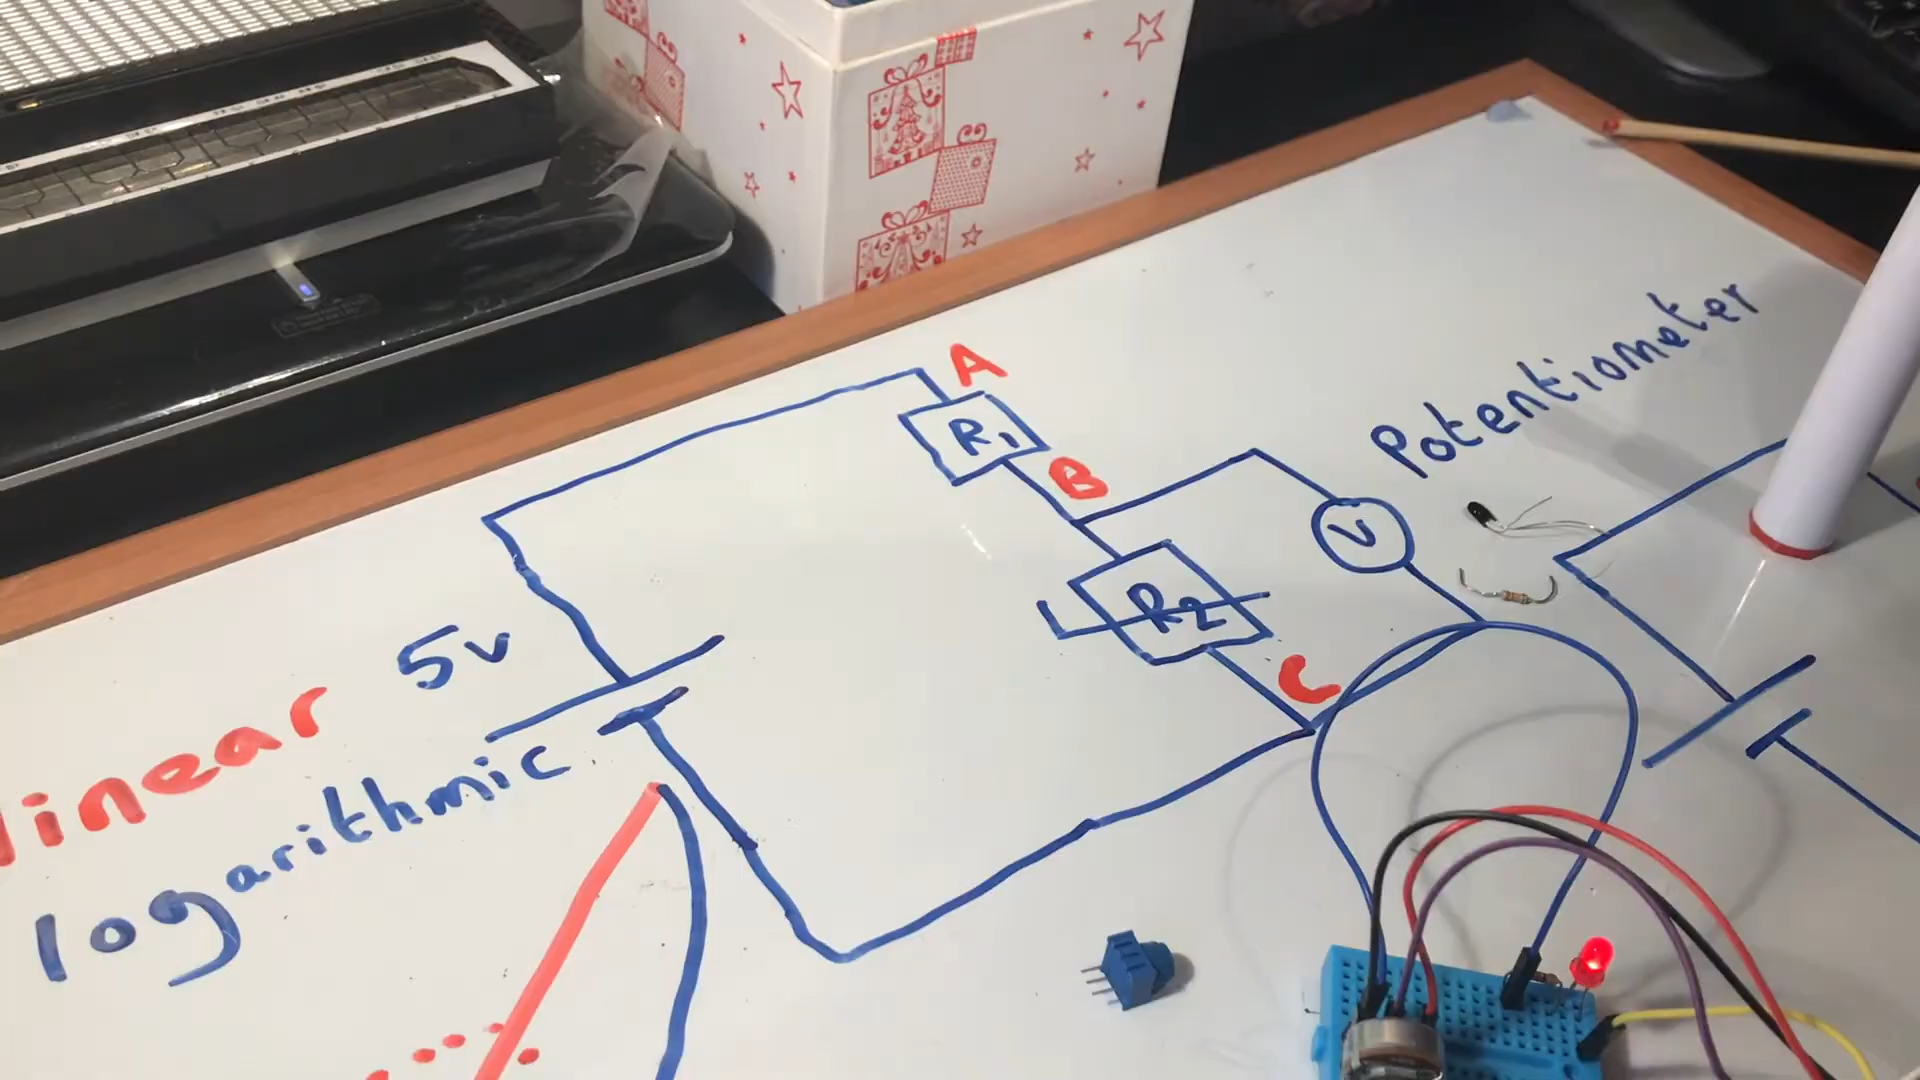 A
R1
B
Potentiometer
V
R2
C
5v
linear
logarithmic